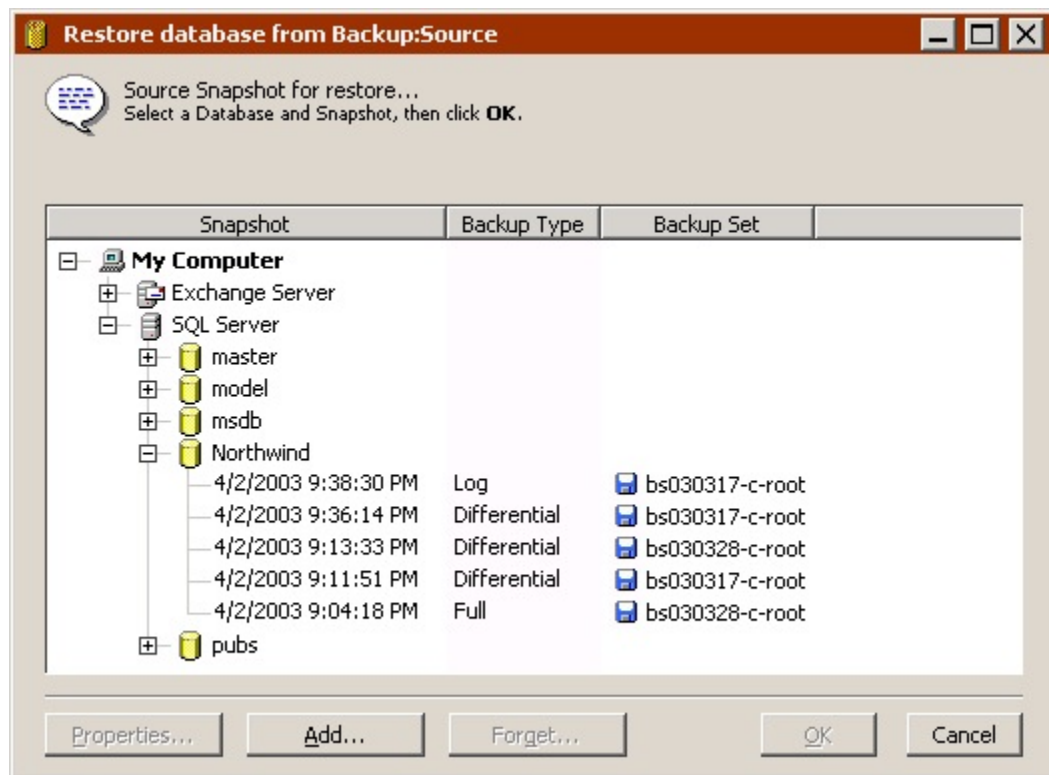 Restore database from Backup:Source
Source Snapshot for restore...
Select a Database and Snapshot, then click OK.
Snapshot Backup Type Backup Set
My Computer
Exchange Server
SQL Server
master
model
msdb
Northwind
4/2/2003 9:38:30 PM Log bs030317-c-root
4/2/2003 9:36:14 PM Differential bs030317-c-root
4/2/2003 9:13:33 PM Differential bs030328-c-root
4/2/2003 9:11:51 PM Differential bs030317-c-root
4/2/2003 9:04:18 PM Full bs030328-c-root
pubs
Properties... Add... Forget... OK Cancel